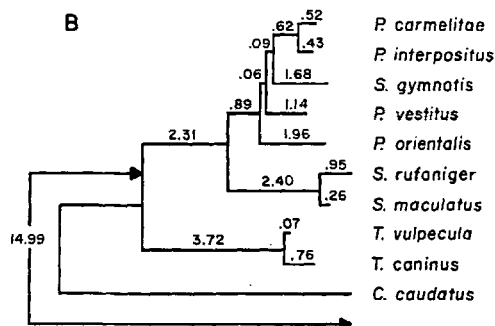 B
.52
.62
P. carmelitae
.09
.43
P. interpositus
.06
1.68
S. gymnotis
.89
1.14
P. vestitus
2.31
1.96
P. orientalis
.95
S. rufaniger
2.40
.26
S. maculatus
14.99
.07
T. vulpecula
3.72
.76
T. caninus
C. caudatus